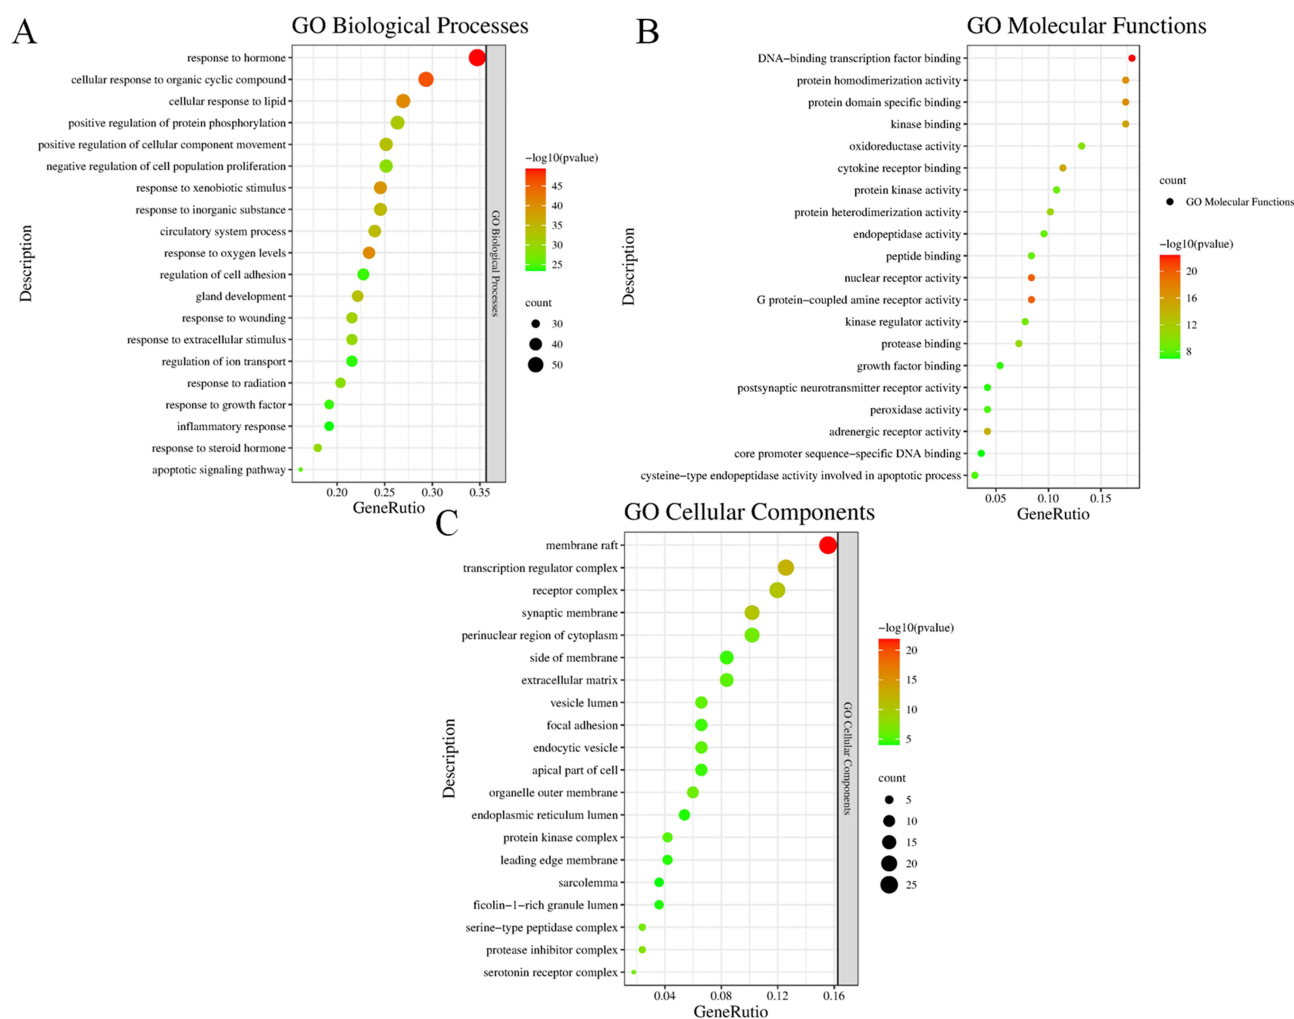 A
GO Biological Processes
response to hormone
cellular response to organic cyclic compound
cellular response to lipid
positive regulation of protein phosphorylation
positive regulation of cellular component movement
negative regulation of cell population proliferation
response to xenobiotic stimulus
response to inorganic substance
circulatory system process
response to oxygen levels
regulation of cell adhesion
gland development
response to wounding
response to extracellular stimulus
regulation of ion transport
response to radiation
response to growth factor
inflammatory response
response to steroid hormone
apoptotic signaling pathway
Description
0.20 0.25 0.30 0.35
GeneRutio
GO Biological Processes
−log10(pvalue)
45
40
35
30
25
count
30
40
50
B
GO Molecular Functions
DNA−binding transcription factor binding
protein homodimerization activity
protein domain specific binding
kinase binding
oxidoreductase activity
cytokine receptor binding
protein kinase activity
protein heterodimerization activity
endopeptidase activity
peptide binding
nuclear receptor activity
G protein−coupled amine receptor activity
kinase regulator activity
protease binding
growth factor binding
postsynaptic neurotransmitter receptor activity
peroxidase activity
adrenergic receptor activity
core promoter sequence−specific DNA binding
cysteine−type endopeptidase activity involved in apoptotic process
Description
0.05 0.10 0.15
GeneRutio
count
GO Molecular Functions
−log10(pvalue)
20
16
12
8
C
GO Cellular Components
membrane raft
transcription regulator complex
receptor complex
synaptic membrane
perinuclear region of cytoplasm
side of membrane
extracellular matrix
vesicle lumen
focal adhesion
endocytic vesicle
apical part of cell
organelle outer membrane
endoplasmic reticulum lumen
protein kinase complex
leading edge membrane
sarcolemma
ficolin−1−rich granule lumen
serine−type peptidase complex
protease inhibitor complex
serotonin receptor complex
Description
0.04 0.08 0.12 0.16
GeneRutio
GO Cellular Components
−log10(pvalue)
20
15
10
5
count
5
10
15
20
25